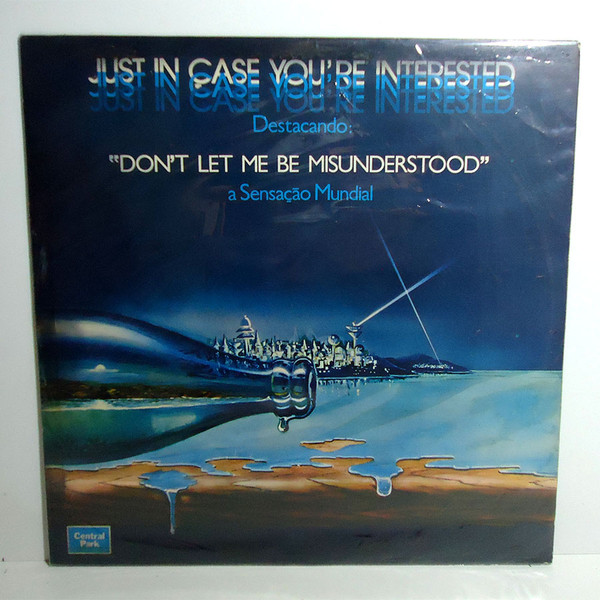 JUST IN CASE YOU'RE INTERESTED
Destacando:
"DON'T LET ME BE MISUNDERSTOOD"
a Sensação Mundial
Central
Park